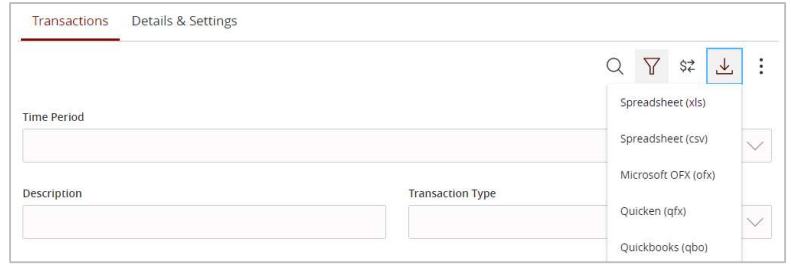 Transactions Details & Settings
Spreadsheet (xls)
Time Period
Spreadsheet (csv)
Microsoft OFX (ofx)
Description Transaction Type
Quicken (qfx)
Quickbooks (qbo)